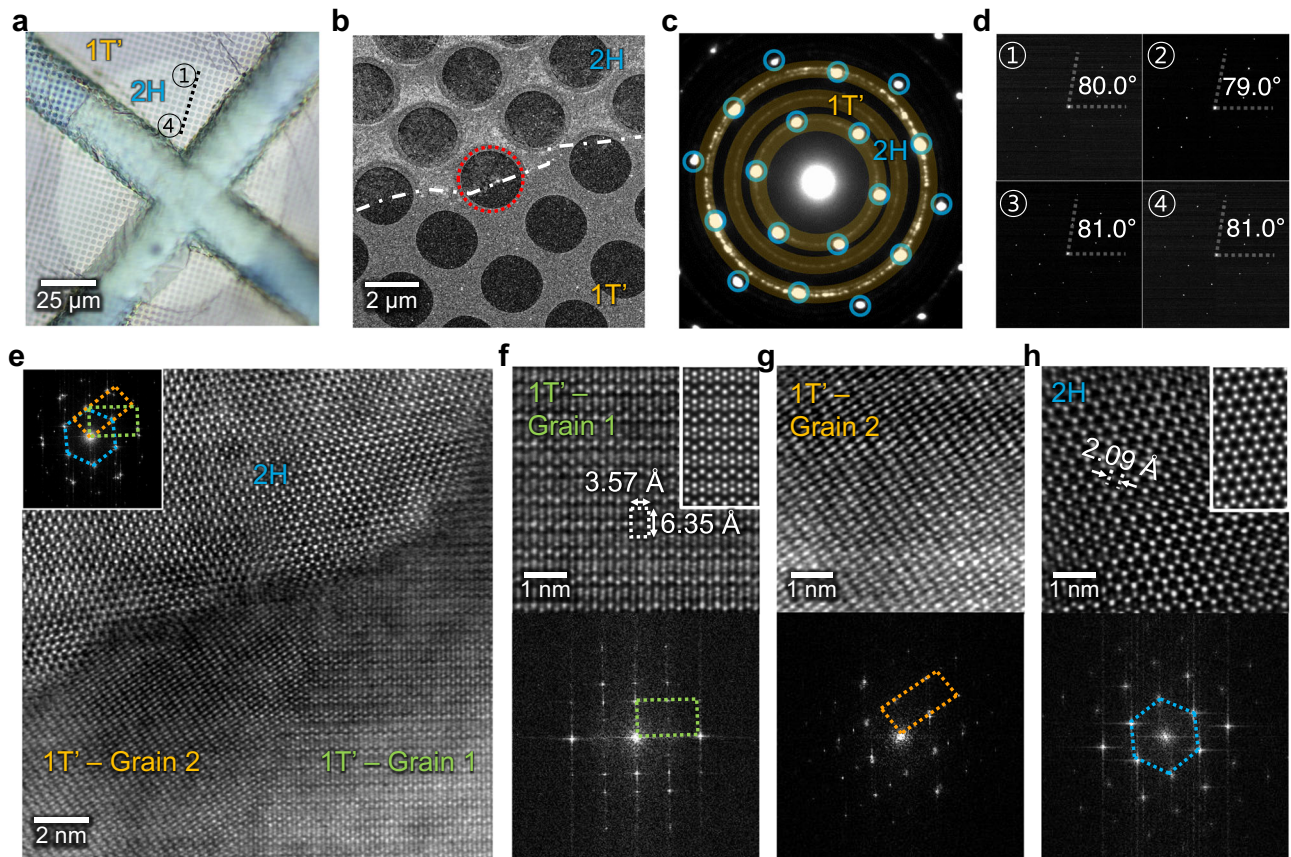 a
1T’
2H
①
④
25 µm
b
2H
1T’
2 µm
c
1T’
2H
d
①
80.0°
②
79.0°
③
81.0°
④
81.0°
e
2H
1T’ – Grain 2
1T’ – Grain 1
2 nm
f
1T’ –
Grain 1
3.57 Å
6.35 Å
1 nm
g
1T’ –
Grain 2
1 nm
h
2H
2.09 Å
1 nm